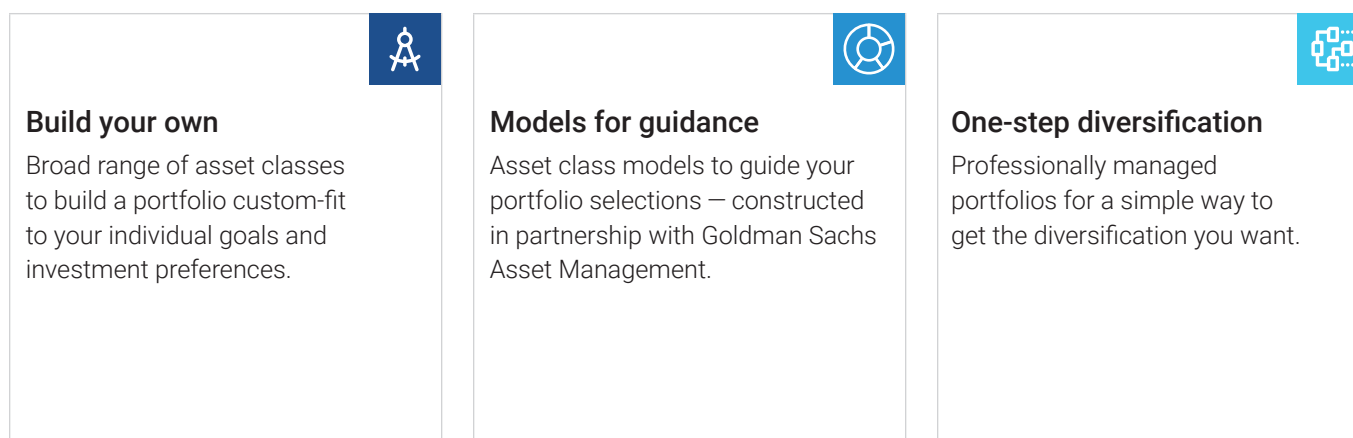 Build your own
Broad range of asset classes
to build a portfolio custom-fit
to your individual goals and
investment preferences.
Models for guidance
Asset class models to guide your
portfolio selections — constructed
in partnership with Goldman Sachs
Asset Management.
One-step diversification
Professionally managed
portfolios for a simple way to
get the diversification you want.